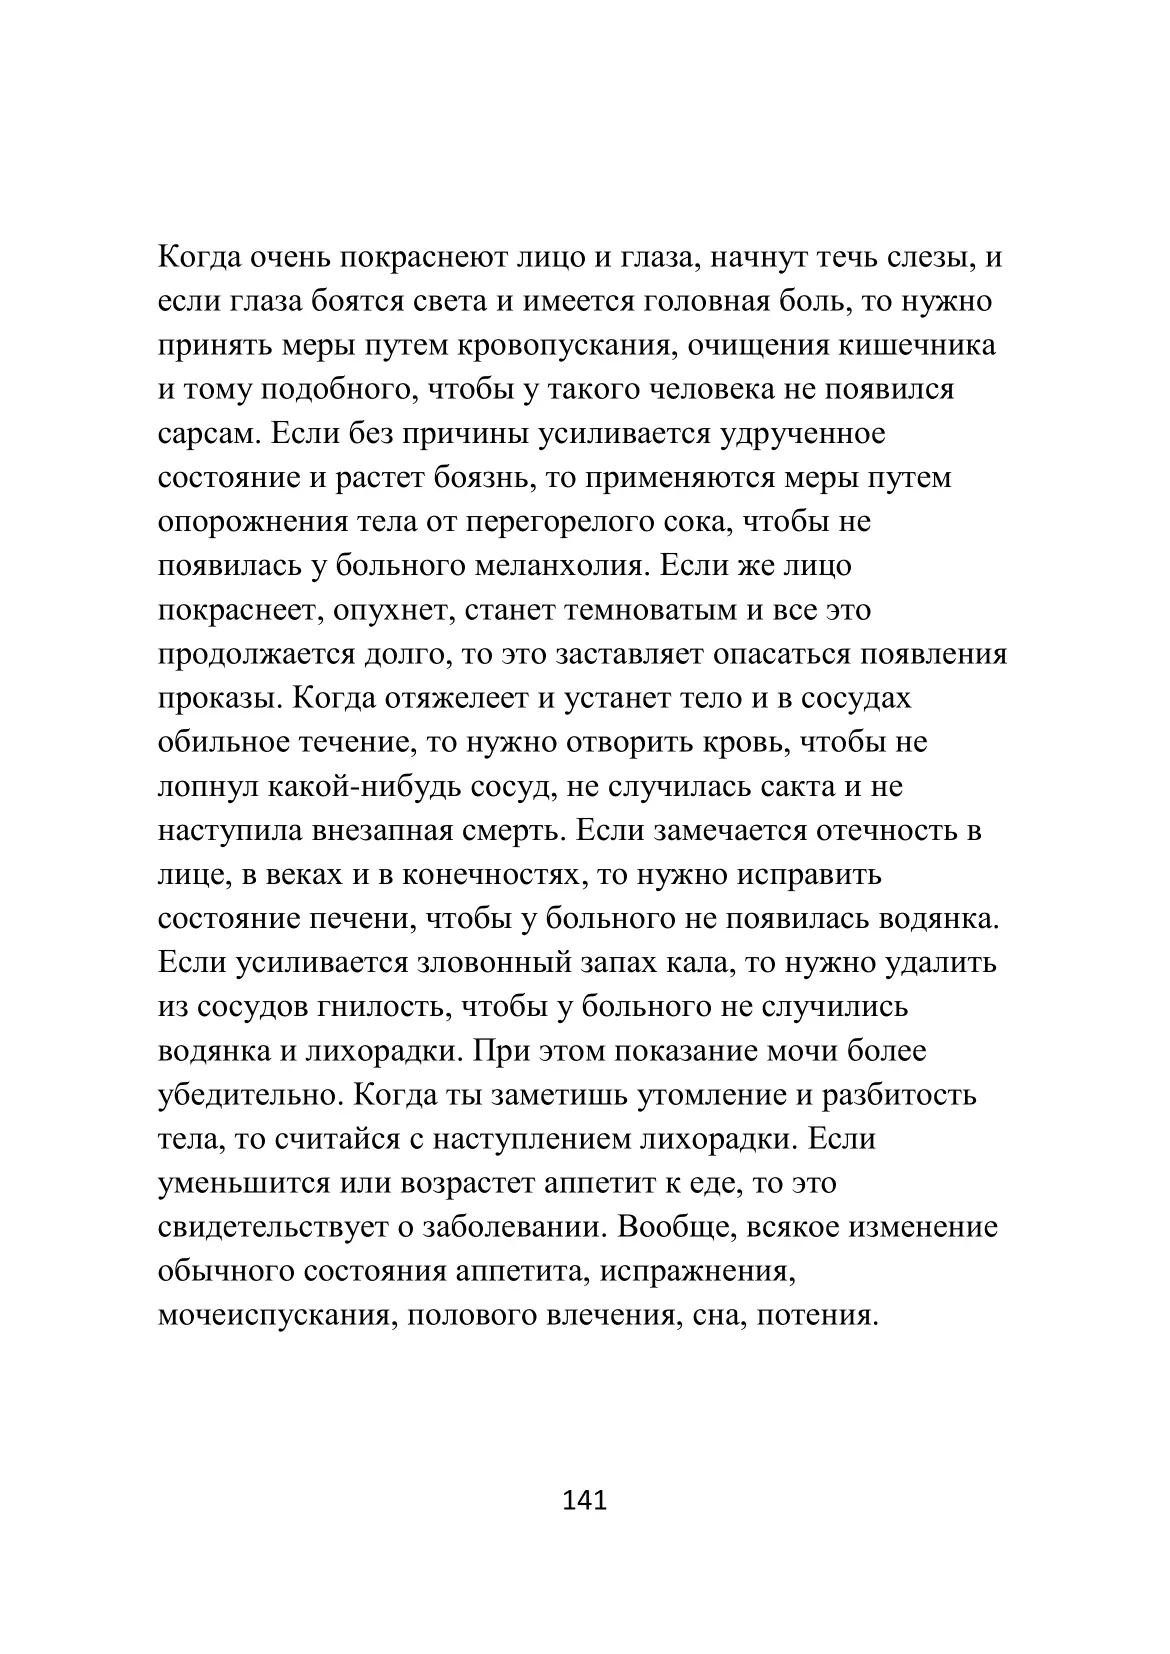 Когда очень покраснеют лицо и глаза, начнут течь слезы, и
если глаза боятся света и имеется головная боль, то нужно
принять меры путем кровопускания, очищения кишечника
и тому подобного, чтобы у такого человека не появился
сарсам. Если без причины усиливается удрученное
состояние и растет боязнь, то применяются меры путем
опорожнения тела от перегорелого сока, чтобы не
появилась у больного меланхолия. Если же лицо
покраснеет, опухнет, станет темноватым и все это
продолжается долго, то это заставляет опасаться появления
проказы. Когда отяжелеет и устанет тело и в сосудах
обильное течение, то нужно отворить кровь, чтобы не
лопнул какой-нибудь сосуд, не случилась сакта и не
наступила внезапная смерть. Если замечается отечность в
лице, в веках и в конечностях, то нужно исправить
состояние печени, чтобы у больного не появилась водянка.
Если усиливается зловонный запах кала, то нужно удалить
из сосудов гнилость, чтобы у больного не случились
водянка и лихорадки. При этом показание мочи более
убедительно. Когда ты заметишь утомление и разбитость
тела, то считайся с наступлением лихорадки. Если
уменьшится или возрастет аппетит к еде, то это
свидетельствует о заболевании. Вообще, всякое изменение
обычного состояния аппетита, испражнения,
мочеиспускания, полового влечения, сна, потения.
141